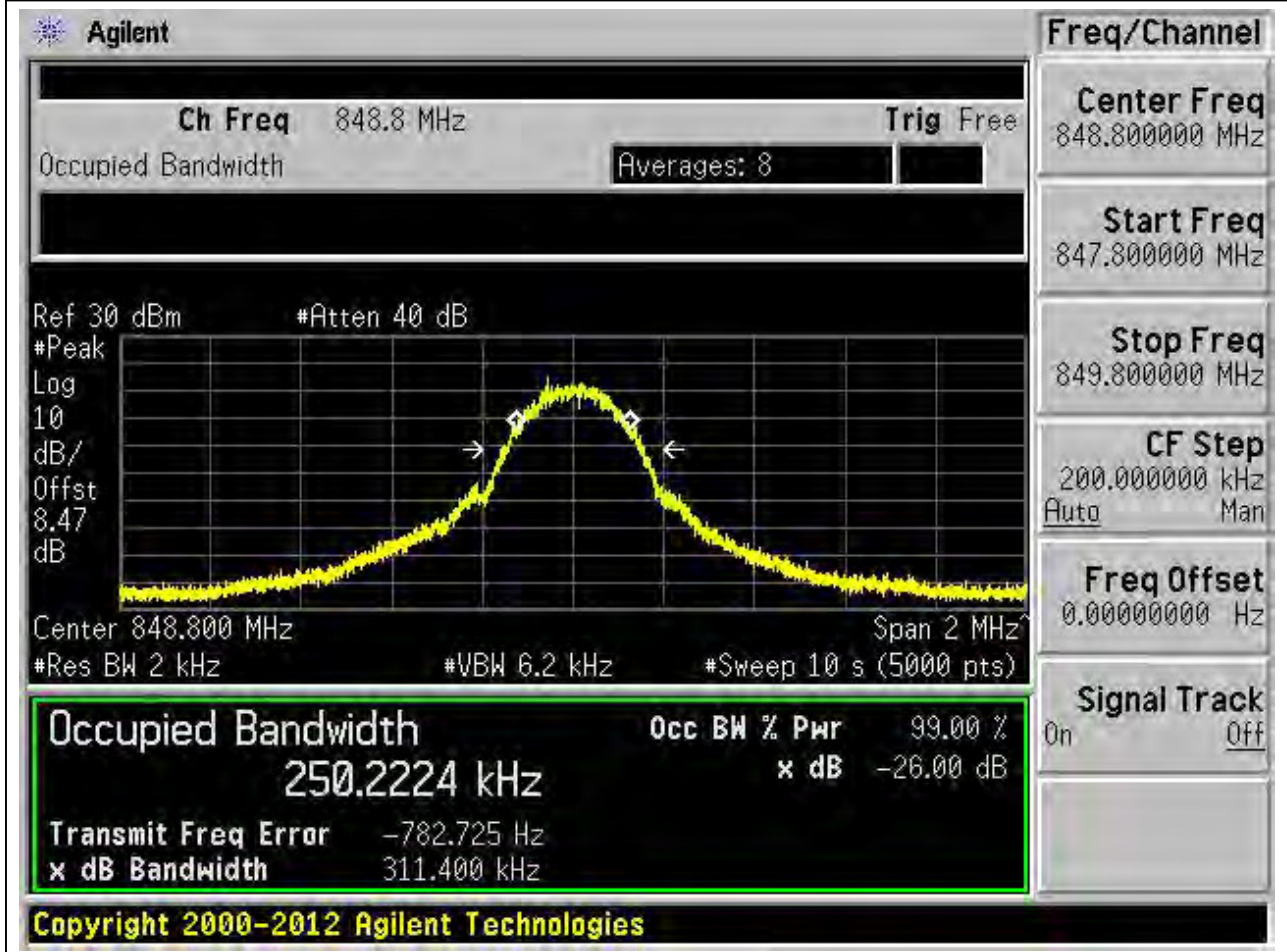 Agilent
Freq/Channel
Ch Freq 848.8 MHz Trig Free
Occupied Bandwidth Averages: 8
Center Freq
848.800000 MHz
Start Freq
847.800000 MHz
Stop Freq
849.800000 MHz
CF Step
200.000000 kHz
Auto Man
Freq Offset
0.00000000 Hz
Signal Track
On Off
Ref 30 dBm #Atten 40 dB
#Peak
Log
10
dB/
Offst
8.47
dB
Center 848.800 MHz Span 2 MHz^
#Res BW 2 kHz #VBW 6.2 kHz #Sweep 10 s (5000 pts)
Occupied Bandwidth Occ BW % Pwr 99.00 %
250.2224 kHz x dB -26.00 dB
Transmit Freq Error -782.725 Hz
x dB Bandwidth 311.400 kHz
Copyright 2000-2012 Agilent Technologies